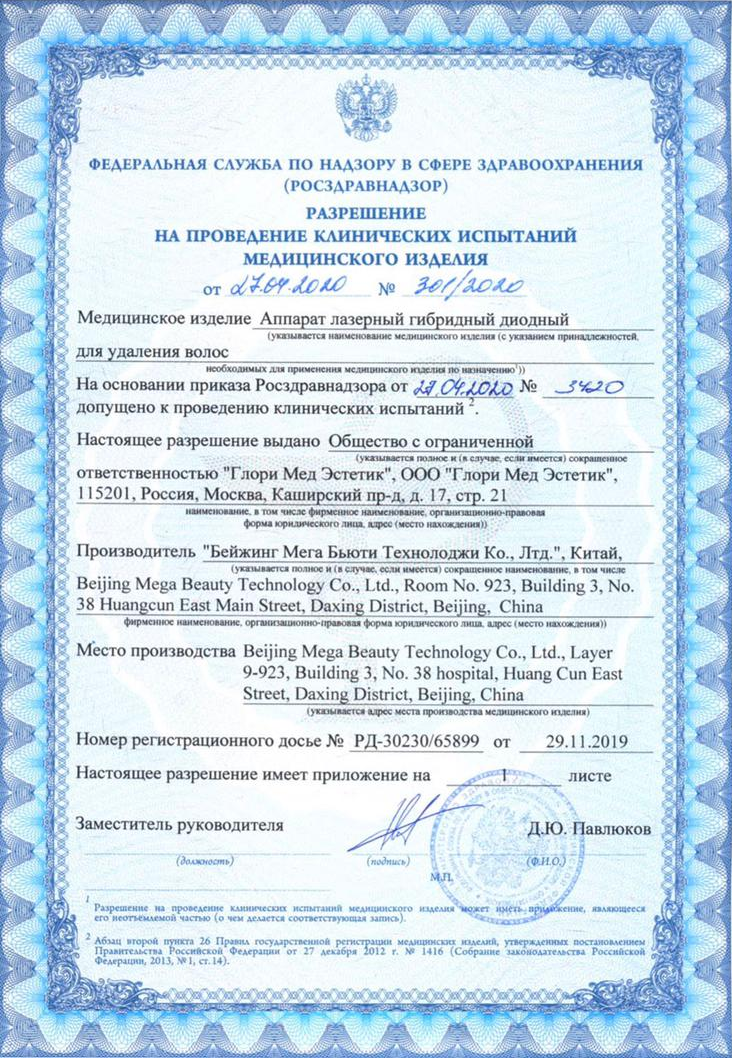 ФЕДЕРАЛЬНАЯ СЛУЖБА ПО НАДЗОРУ В СФЕРЕ ЗДРАВООХРАНЕНИЯ
(РОСЗДРАВНАДЗОР)
РАЗРЕШЕНИЕ
НА ПРОВЕДЕНИЕ КЛИНИЧЕСКИХ ИСПЫТАНИЙ
МЕДИЦИНСКОГО ИЗДЕЛИЯ
от 27.04.2020 № 301/2020
Медицинское изделие Аппарат лазерный гибридный диодный
(указывается наименование медицинского изделия (с указанием принадлежностей,
для удаления волос
необходимых для применения медицинского изделия по назначению¹))
На основании приказа Росздравнадзора от 27.04.2020 № 3420
допущено к проведению клинических испытаний ².
Настоящее разрешение выдано Общество с ограниченной
(указывается полное и (в случае, если имеется) сокращенное
ответственностью "Глори Мед Эстетик", ООО "Глори Мед Эстетик",
115201, Россия, Москва, Каширский пр-д, д. 17, стр. 21
наименование, в том числе фирменное наименование, организационно-правовая
форма юридического лица, адрес (место нахождения))
Производитель "Бейжинг Мега Бьюти Технолоджи Ко., Лтд.", Китай,
(указывается полное и (в случае, если имеется) сокращенное наименование, в том числе
Beijing Mega Beauty Technology Co., Ltd., Room No. 923, Building 3, No.
38 Huangcun East Main Street, Daxing District, Beijing, China
фирменное наименование, организационно-правовая форма юридического лица, адрес (место нахождения))
Место производства Beijing Mega Beauty Technology Co., Ltd., Layer
9-923, Building 3, No. 38 hospital, Huang Cun East
Street, Daxing District, Beijing, China
(указывается адрес места производства медицинского изделия)
Номер регистрационного досье № РД-30230/65899 от 29.11.2019
Настоящее разрешение имеет приложение на 1 листе
Заместитель руководителя Д.Ю. Павлюков
(должность) (подпись) (Ф.И.О.)
М.П.
¹ Разрешение на проведение клинических испытаний медицинского изделия может иметь приложение, являющееся
его неотъемлемой частью (о чем делается соответствующая запись).
² Абзац второй пункта 26 Правил государственной регистрации медицинских изделий, утвержденных постановлением
Правительства Российской Федерации от 27 декабря 2012 г. № 1416 (Собрание законодательства Российской
Федерации, 2013, №1, ст. 14).